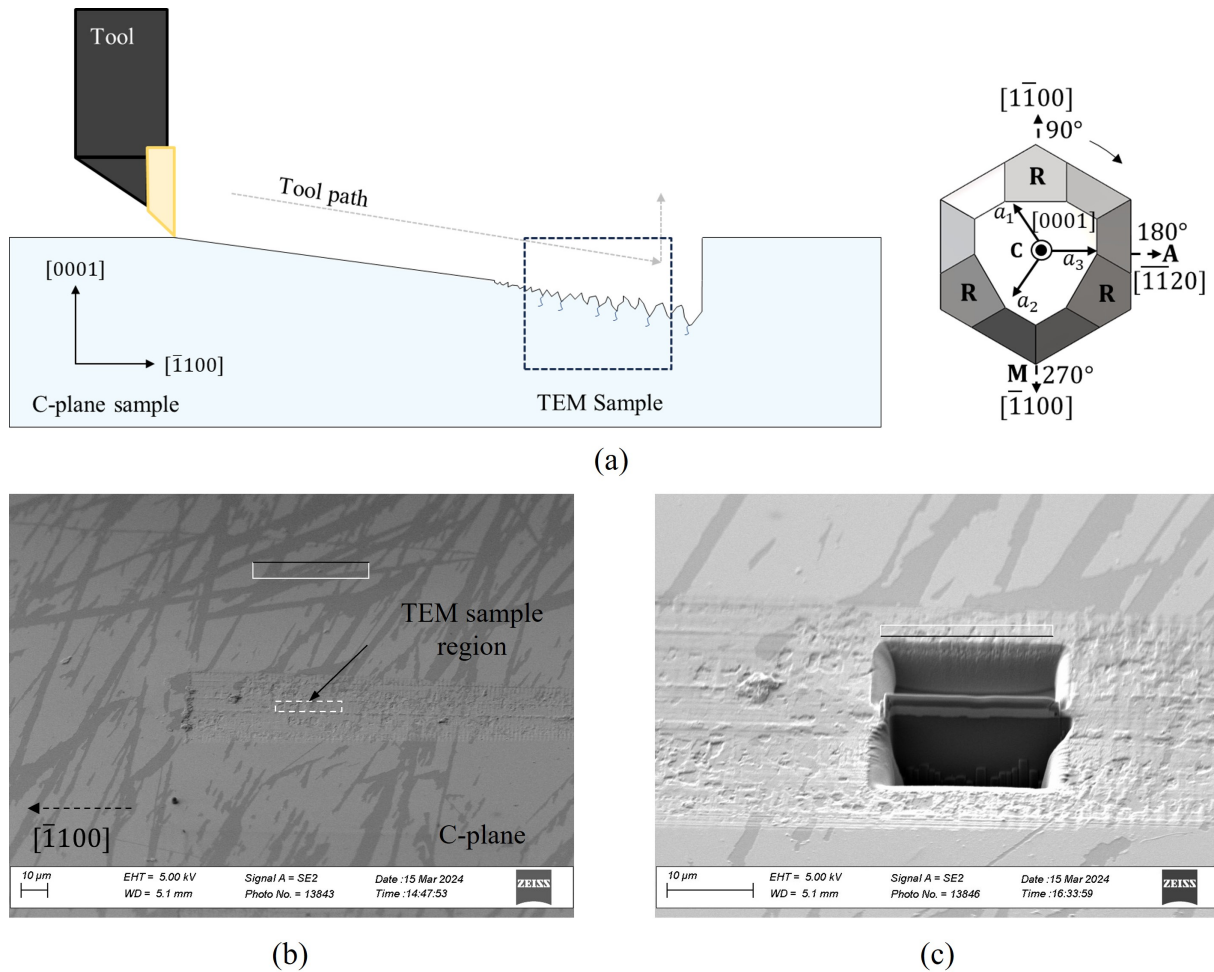 Tool
Tool path
[0001]
[1̅100]
C-plane sample
TEM Sample
[11̅00]
90°
R
a₁
[0001]
C
a₃
180°
A
[1̅1̅20]
R
a₂
R
M
270°
[1̅100]
(a)
TEM sample
region
[1̅100]
C-plane
10 µm
EHT = 5.00 kV
WD = 5.1 mm
Signal A = SE2
Photo No. = 13843
Date :15 Mar 2024
Time :14:47:53
ZEISS
10 µm
EHT = 5.00 kV
WD = 5.1 mm
Signal A = SE2
Photo No. = 13846
Date :15 Mar 2024
Time :16:33:59
ZEISS
(b)
(c)